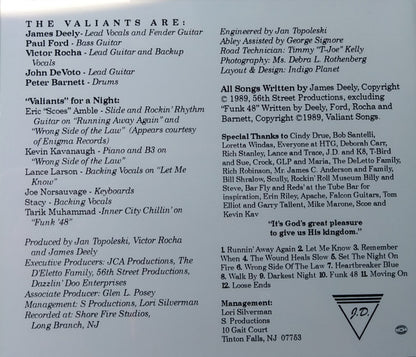 THE VALIANTS ARE:
James Deely- Lead Vocals and Fender Guitar
Paul Ford- Bass Guitar
Victor Rocha- Lead Guitar and Backup
Vocals
John DeVoto - Lead Guitar
Peter Barnett - Drums
"Valiants" for a Night:
Eric "Scoes" Amble - Slide and Rockin' Rhythm
Guitar on "Running Away Again" and
"Wrong Side of the Law" (Appears courtesy
of Enigma Records)
Kevin Kavanaugh - Piano and B3 on
"Wrong Side of the Law"
Lance Larson - Backing Vocals on "Let Me
Know"
Joe Norsauvage - Keyboards
Stacy - Backing Vocals
Tarik Muhammad -Inner City Chillin' on
"Funk '48"
Produced by Jan Topoleski, Victor Rocha
and James Deely
Executive Producers: JCA Productions, The
D'Eletto Family, 56th Street Productions,
Dazzlin' Doo Enterprises
Associate Producer: Glen L. Posey
Management: S Productions, Lori Silverman
Recorded at: Shore Fire Studios,
Long Branch, NJ
Engineered by Jan Topoleski
Abley Assisted by George Signore
Road Technician: Timmy "T-Joe" Kelly
Photography: Ms. Debra L. Rothenberg
Layout & Design: Indigo Planet
All Songs Written by James Deely, Copyright
© 1989, 56th Street Productions, excluding
"Funk 48" Written by Deely, Ford, Rocha and
Barnett, Copyright ©1989, Valiant Songs.
Special Thanks to Cindy Drue, Bob Santelli,
Loretta Windas, Everyone at HTG, Deborah Carr,
Rich Stanley, Lance and Trace, J.D and KS, T-Bird
and Sue, Crock, GLP and Maria, The DeLetto Family,
Rich Robinson, Mr. James C. Anderson and Family,
Bill Shralow, Scully, Rockin' Roll Museum Billy and
Steve, Bar Fly and Reds' at the Tube Bar for
inspiration, Erin Riley, Apache, Falcon Guitars, Tom
Elliot and Garry Tallent, Mike Marone, Scoe and
Kevin Kav
"It's God's great pleasure
to give us His kingdom."
1. Runnin' Away Again 2. Let Me Know 3. Remember
When 4. The Wound Heals Slow 5. Set The Night On
Fire 6. Wrong Side Of The Law 7. Heartbreaker Blue
8. Walk By 9. Darkest Night 10. Funk 48 11. Moving On
12. Loose Ends
Management:
Lori Silverman
S Productions
10 Gait Court
Tinton Falls, NJ 07753
J.D.